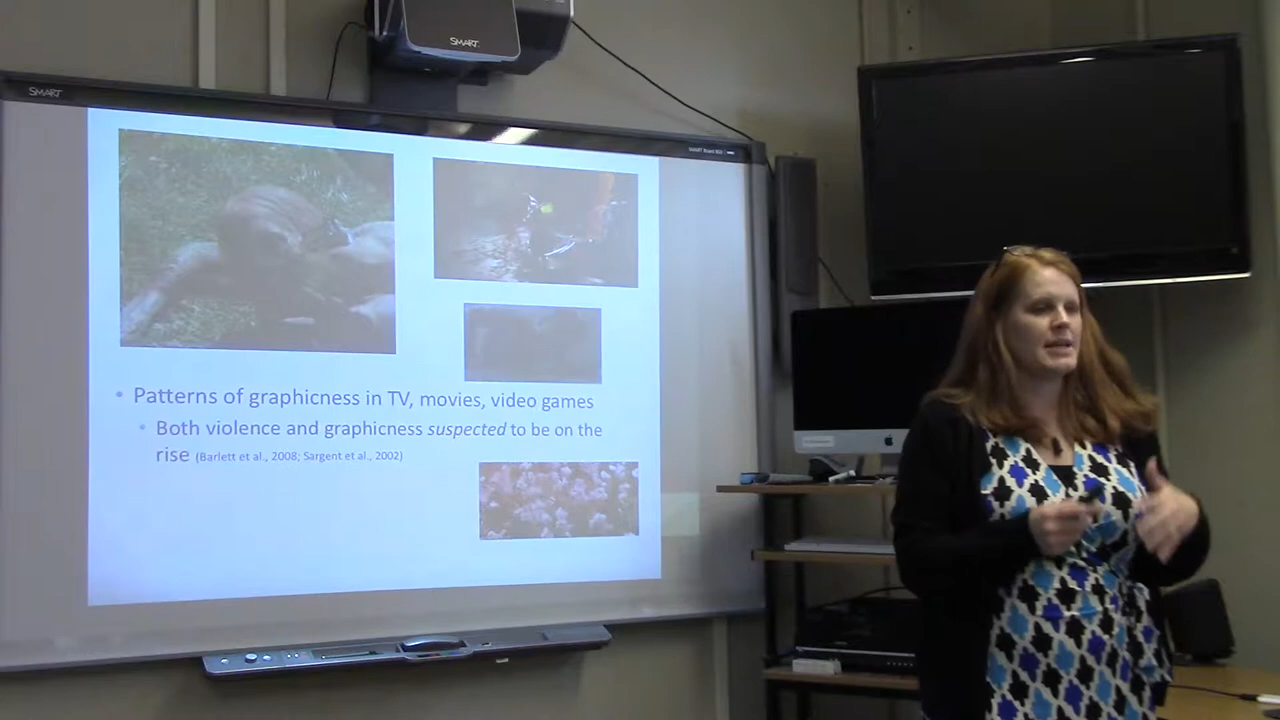 SMART
SMART
• Patterns of graphicness in TV, movies, video games
• Both violence and graphicness suspected to be on the
rise (Barlett et al., 2008; Sargent et al., 2002)